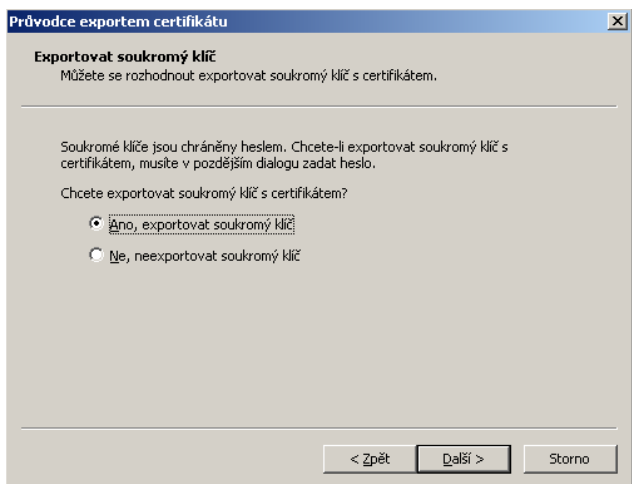 Průvodce exportem certifikátu
Exportovat soukromý klíč
Můžete se rozhodnout exportovat soukromý klíč s certifikátem.
Soukromé klíče jsou chráněny heslem. Chcete-li exportovat soukromý klíč s
certifikátem, musíte v pozdějším dialogu zadat heslo.
Chcete exportovat soukromý klíč s certifikátem?
Ano, exportovat soukromý klíč
Ne, neexportovat soukromý klíč
< Zpět Další > Storno